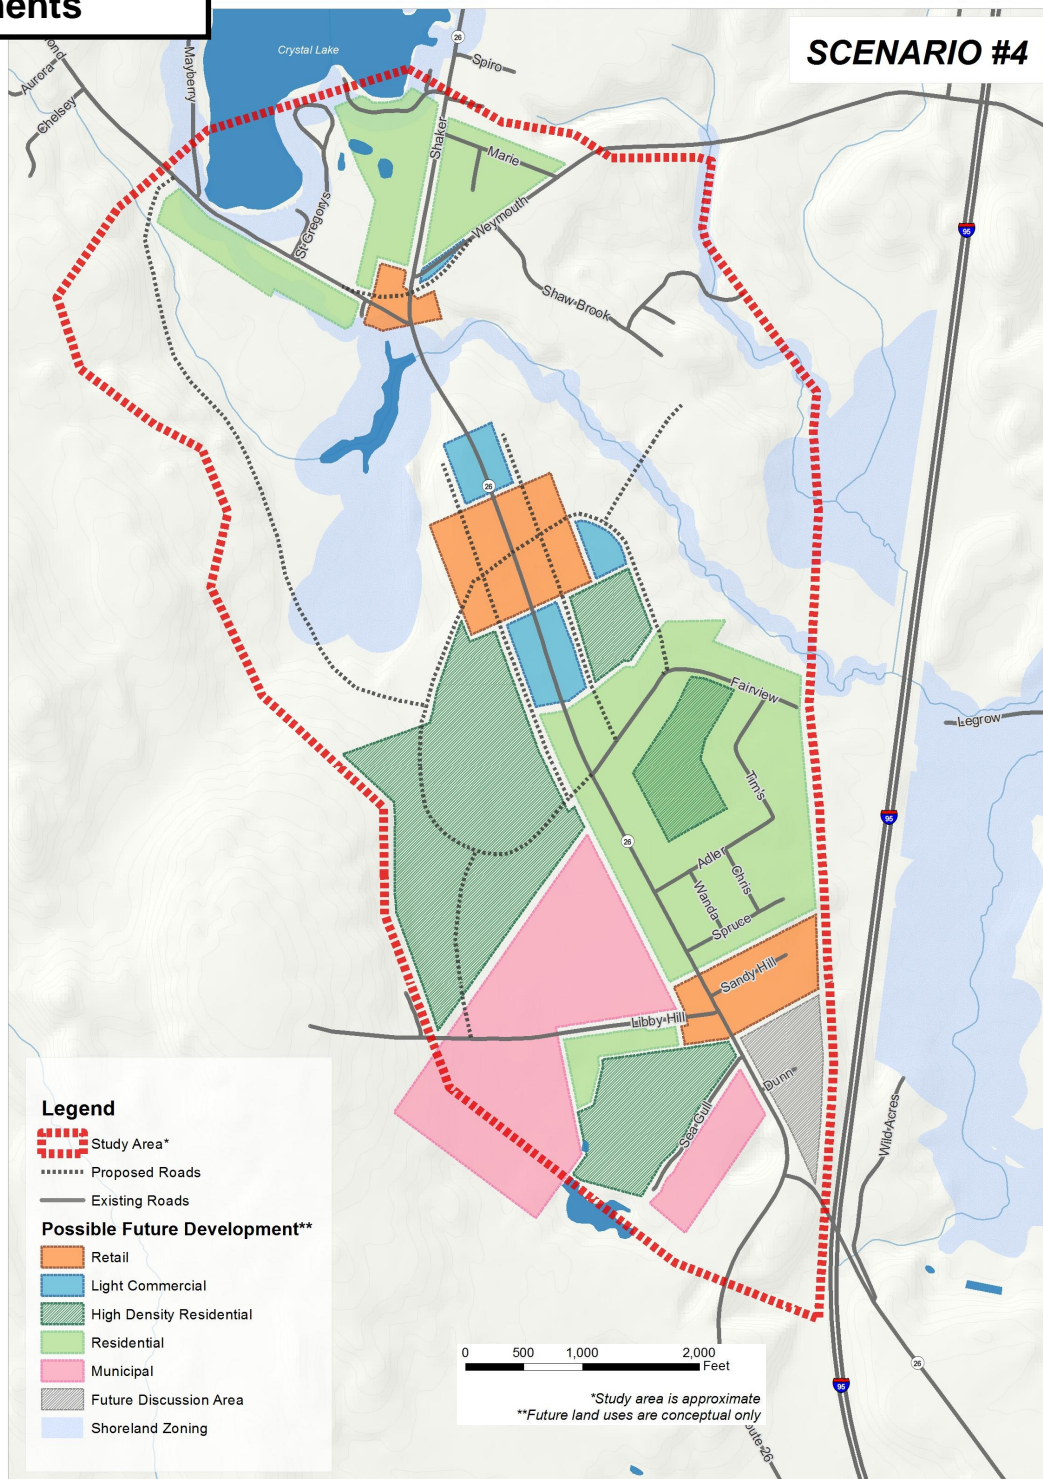 SCENARIO #4
Crystal Lake
26
Spiro
Aurora
Mayberry
Chelsey
Shaker
Marie
St Gregorys
Weymouth
Shaw Brook
95
26
Fairview
Legrow
Tim's
95
26
Adler
Chris
Wanda
Spruce
Sandy Hill
Libby Hill
Dunn
Sea Gull
Wild Acres
Legend
Study Area*
Proposed Roads
Existing Roads
Possible Future Development**
Retail
Light Commercial
High Density Residential
Residential
Municipal
Future Discussion Area
Shoreland Zoning
0 500 1,000 2,000
Feet
*Study area is approximate
**Future land uses are conceptual only
26
95